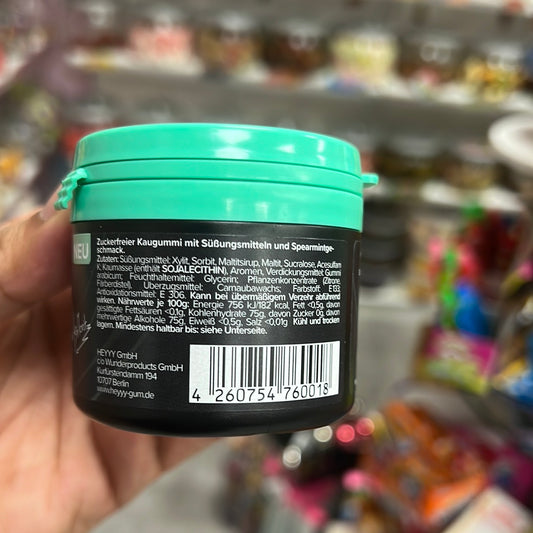 NEU
Zuckerfreier Kaugummi mit Süßungsmitteln und Spearmintge-
schmack.
Zutaten: Süßungsmittel: Xylit, Sorbit, Maltitsirup, Maltit, Sucralose, Acesulfam
K, Kaumasse (enthält SOJALECITHIN), Aromen, Verdickungsmittel: Gummi
arabicum; Feuchthaltemittel: Glycerin; Pflanzenkonzentrate (Zitrone,
Färberdistel), Überzugsmittel: Carnaubawachs; Farbstoff E 133;
Antioxidationsmittel: E 306. Kann bei übermäßigem Verzehr abführend
wirken. Nährwerte je 100g: Energie 756 kJ/182 kcal, Fett <0.5g, davon
gesättigte Fettsäuren <0.1g, Kohlenhydrate 75g, davon Zucker 0g, davon
mehrwertige Alkohole 75g, Eiweiß <0.5g, Salz <0.01g Kühl und trocken
lagern. Mindestens haltbar bis: siehe Unterseite.
HEYYY GmbH
c/o Wunderproducts GmbH
Kurfürstendamm 194
10707 Berlin
www.heyyy-gum.de
4 260754 760018